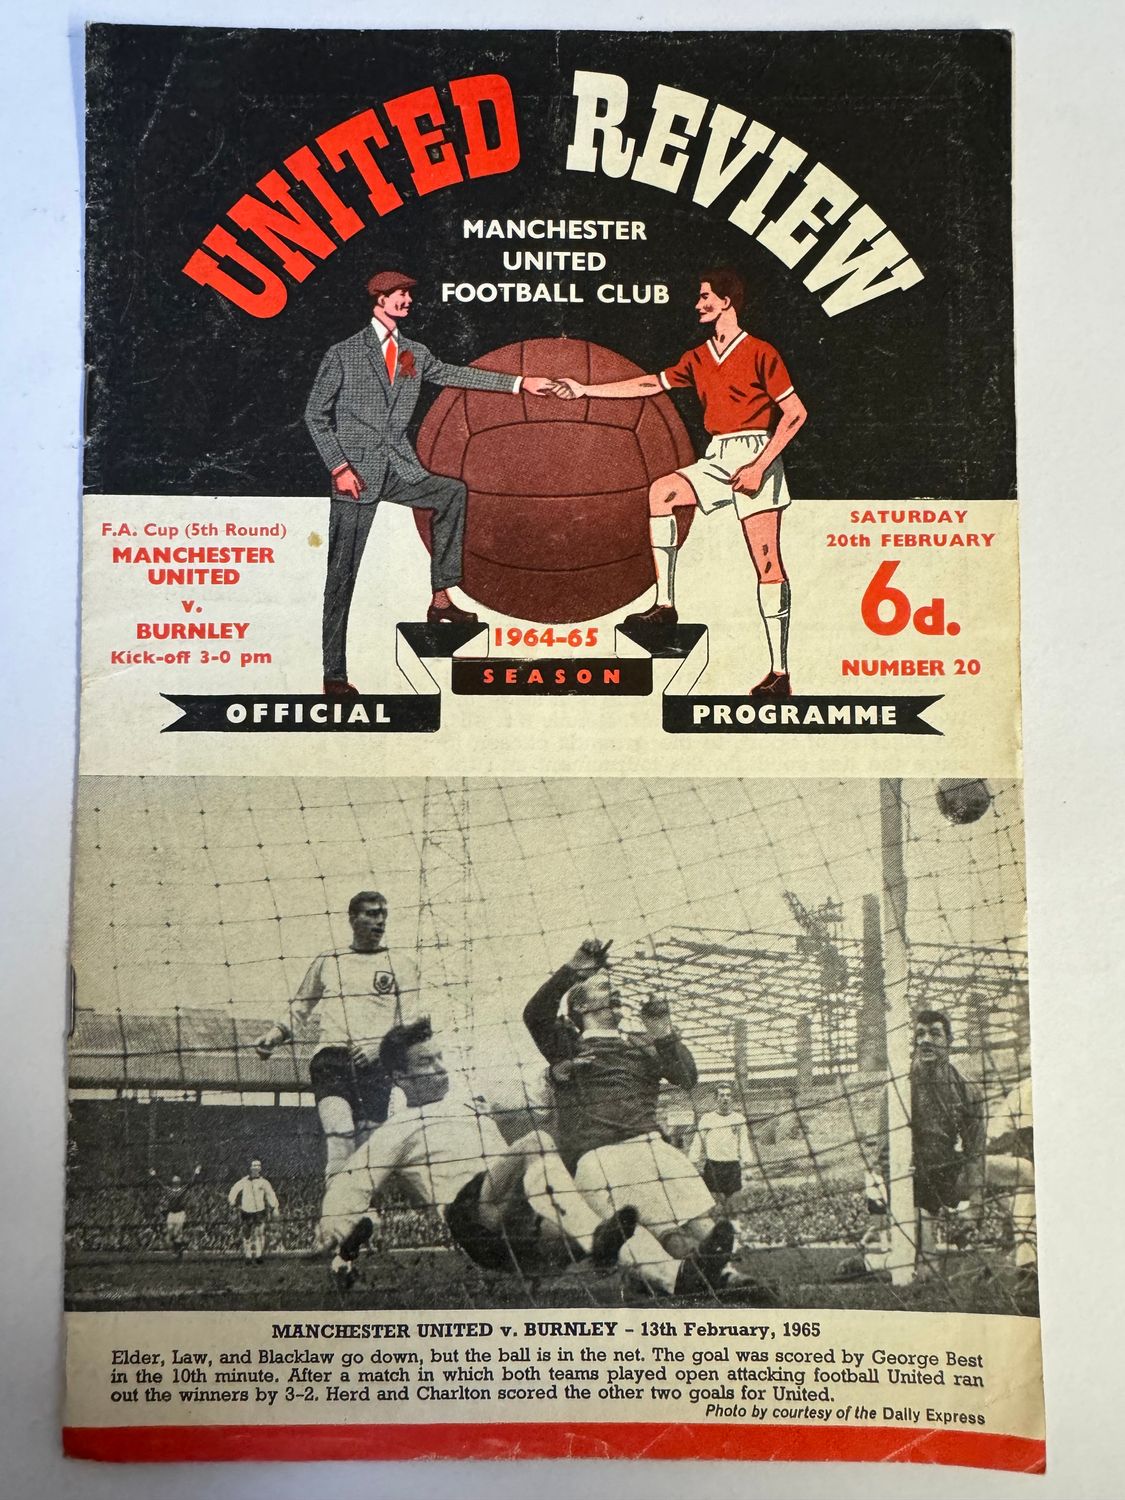 UNITED REVIEW
MANCHESTER
UNITED
FOOTBALL CLUB
F.A. Cup (5th Round)
MANCHESTER
UNITED
v.
BURNLEY
Kick-off 3-0 pm
SATURDAY
20th FEBRUARY
6d.
NUMBER 20
1964-65
SEASON
OFFICIAL
PROGRAMME
MANCHESTER UNITED v. BURNLEY – 13th February, 1965
Elder, Law, and Blacklaw go down, but the ball is in the net. The goal was scored by George Best
in the 10th minute. After a match in which both teams played open attacking football United ran
out the winners by 3–2. Herd and Charlton scored the other two goals for United.
Photo by courtesy of the Daily Express